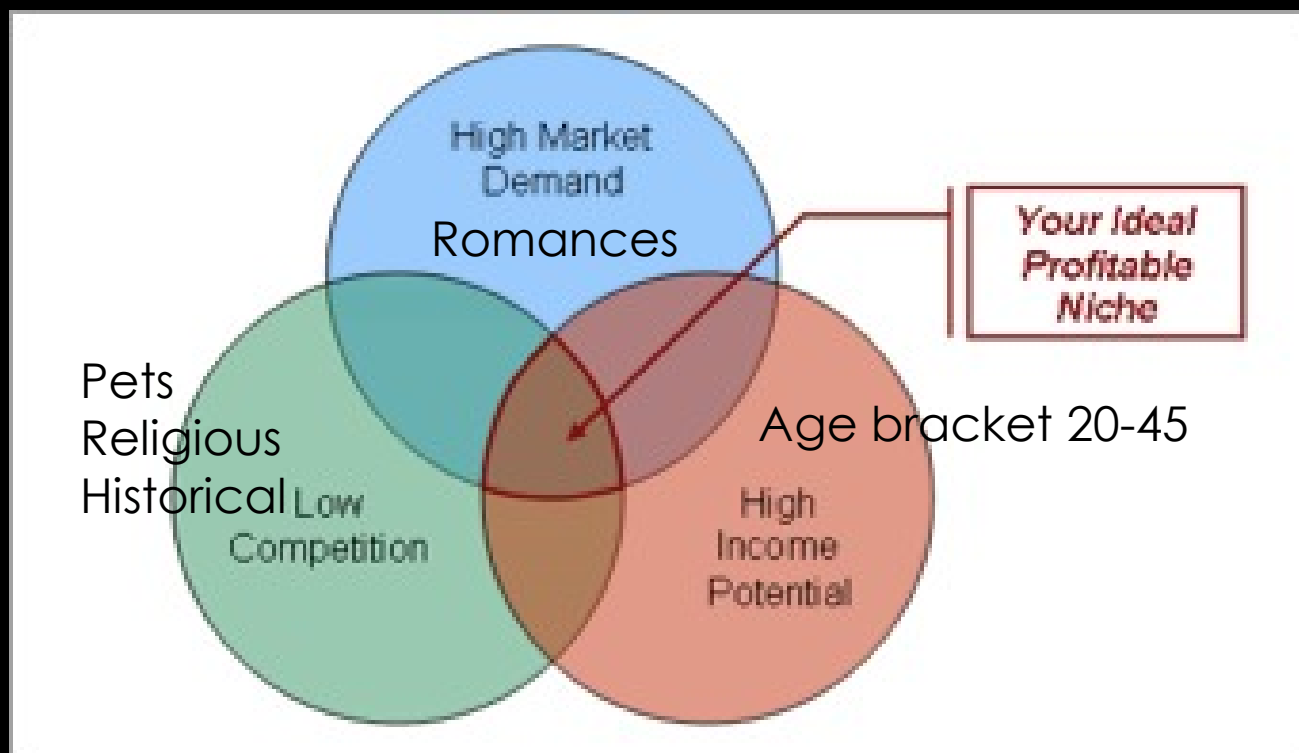 High Market
Demand
Romances
Your Ideal
Profitable
Niche
Pets
Religious
Historical
Age bracket 20-45
Low
Competition
High
Income
Potential